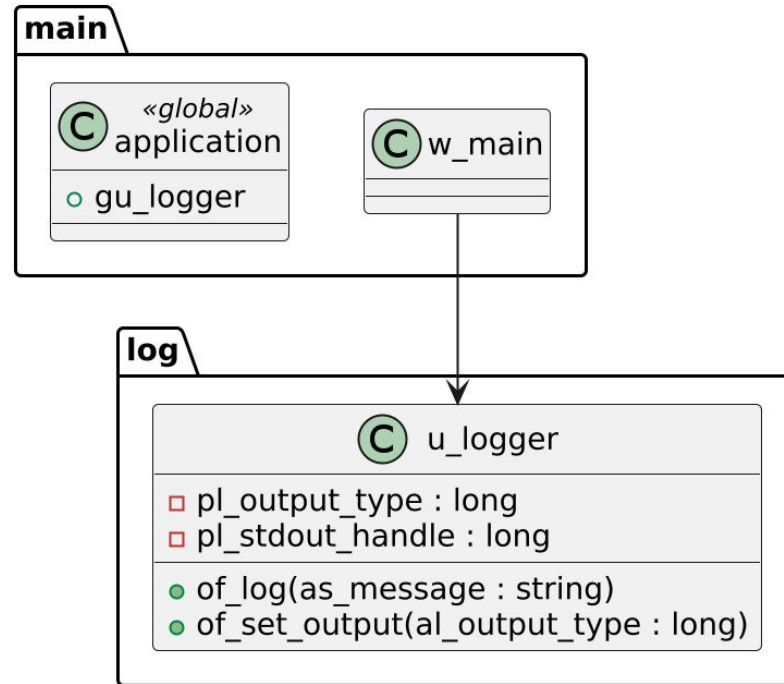 main
C
«global»
application
gu_logger
C
w_main
log
C
u_logger
pl_output_type : long
pl_stdout_handle : long
of_log(as_message : string)
of_set_output(al_output_type : long)